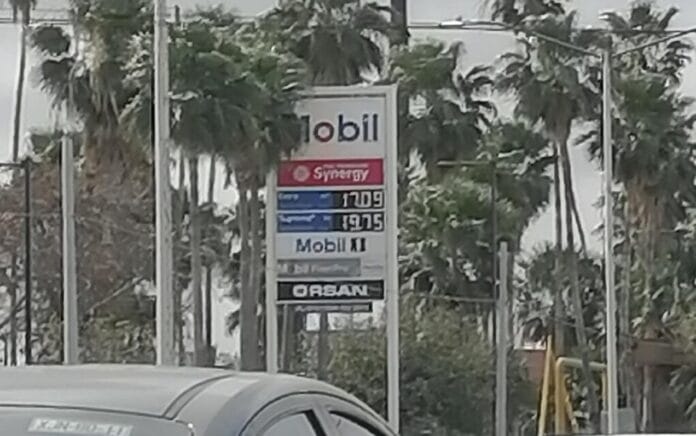 Mobil
Synergy
Extra 17.09
Supreme+ 19.75
Mobil 1
ORSAN